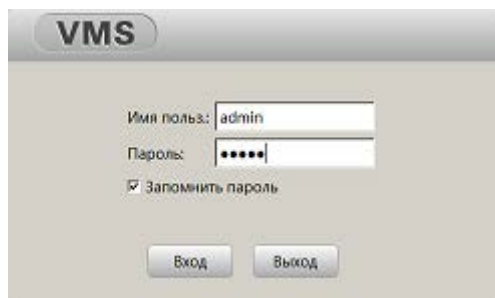 VMS
Имя польз.: admin
Пароль: •••••
Запомнить пароль
Вход Выход